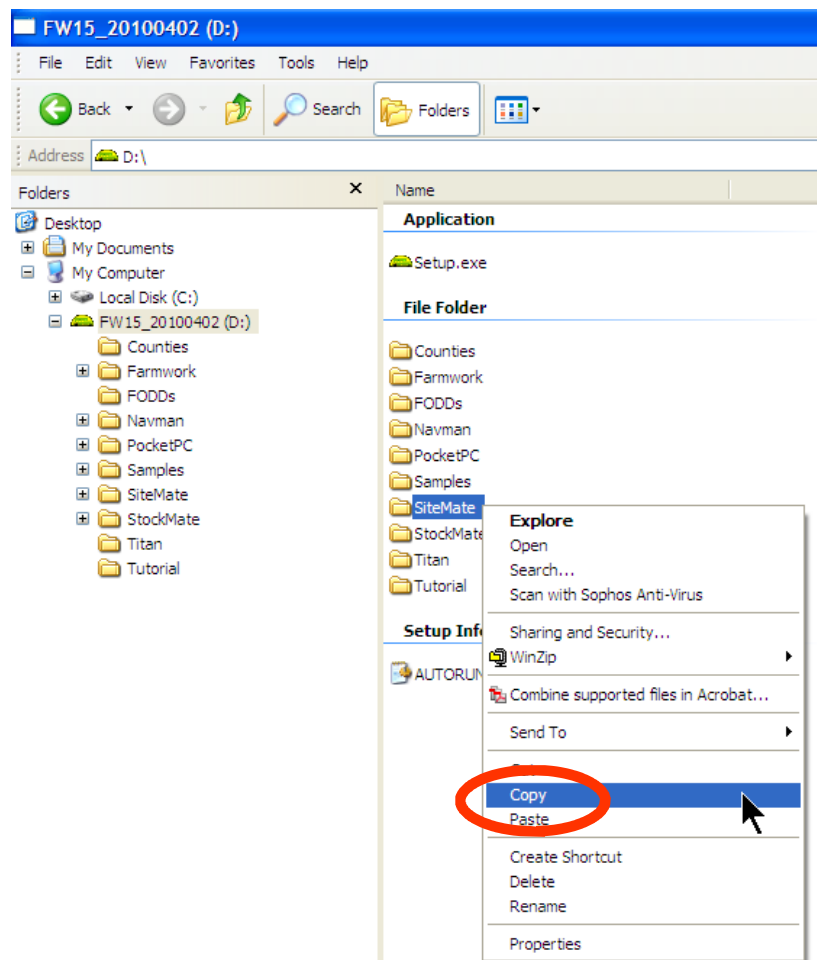 FW15_20100402 (D:)
File Edit View Favorites Tools Help
Back Search Folders
Address D:\
Folders x Name
Desktop
My Documents
My Computer
Local Disk (C:)
FW15_20100402 (D:)
Counties
Farmwork
FODDs
Navman
PocketPC
Samples
SiteMate
StockMate
Titan
Tutorial
Application
Setup.exe
File Folder
Counties
Farmwork
FODDs
Navman
PocketPC
Samples
SiteMate
StockMate
Titan
Tutorial
Setup Inf
AUTORUN
Explore
Open
Search...
Scan with Sophos Anti-Virus
Sharing and Security...
WinZip
Combine supported files in Acrobat...
Send To
Copy
Paste
Create Shortcut
Delete
Rename
Properties